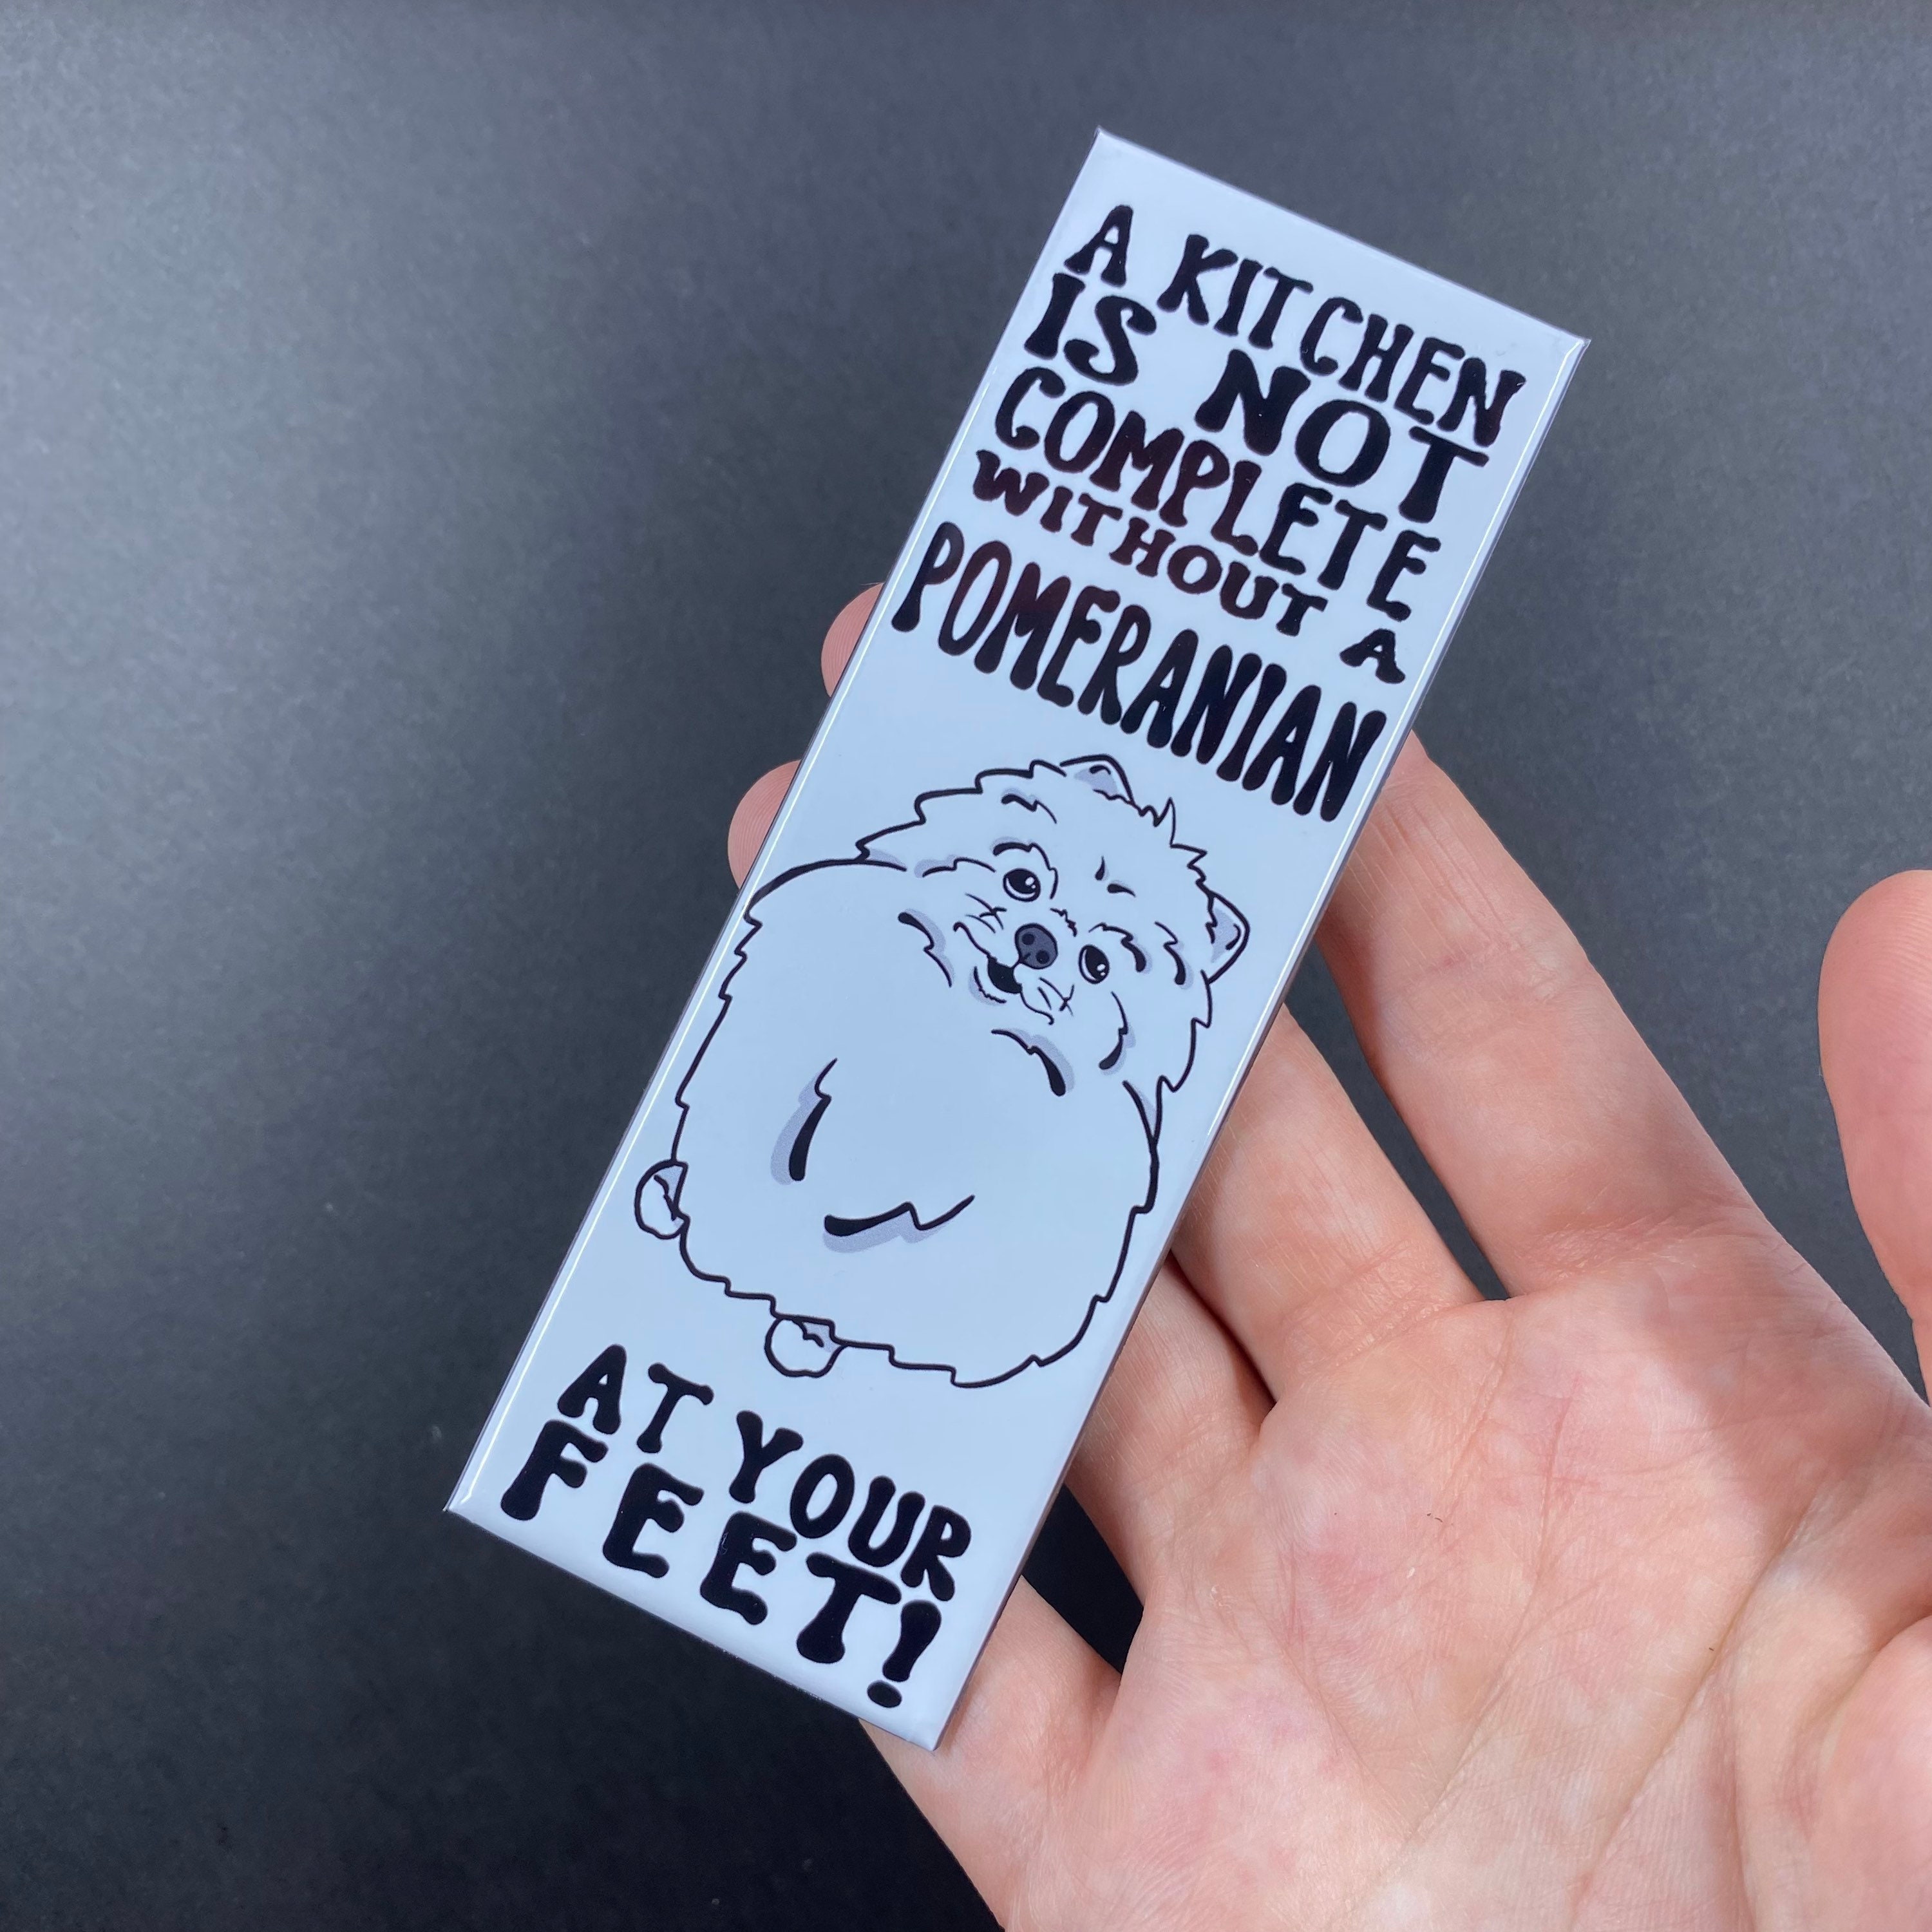 A KITCHEN
IS NOT
COMPLETE
WITHOUT A
POMERANIAN
AT YOUR
FEET!